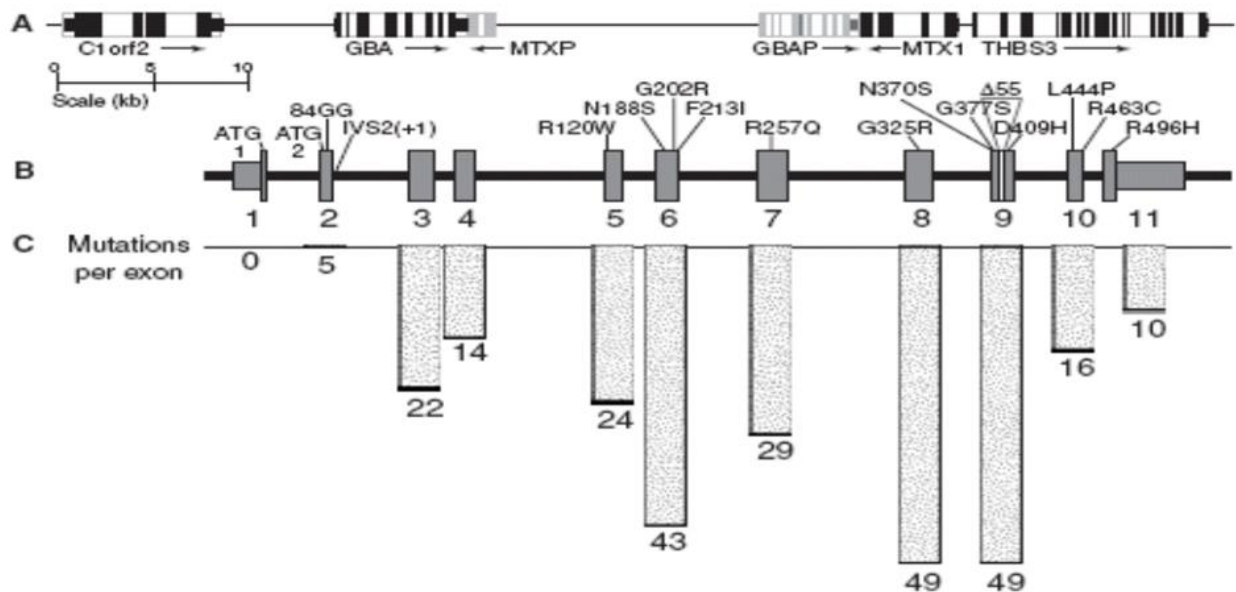 A
C1orf2 → GBA → ← MTXP GBAP → ← MTX1 THBS3 →
0 5 10
Scale (kb)
G202R N370S Δ55 L444P
84GG N188S F213I G377S R463C
ATG 1 ATG 2 IVS2(+1) R120W R257Q G325R D409H R496H
B
1 2 3 4 5 6 7 8 9 10 11
C Mutations per exon
0 5 22 14 24 43 29 49 49 16 10